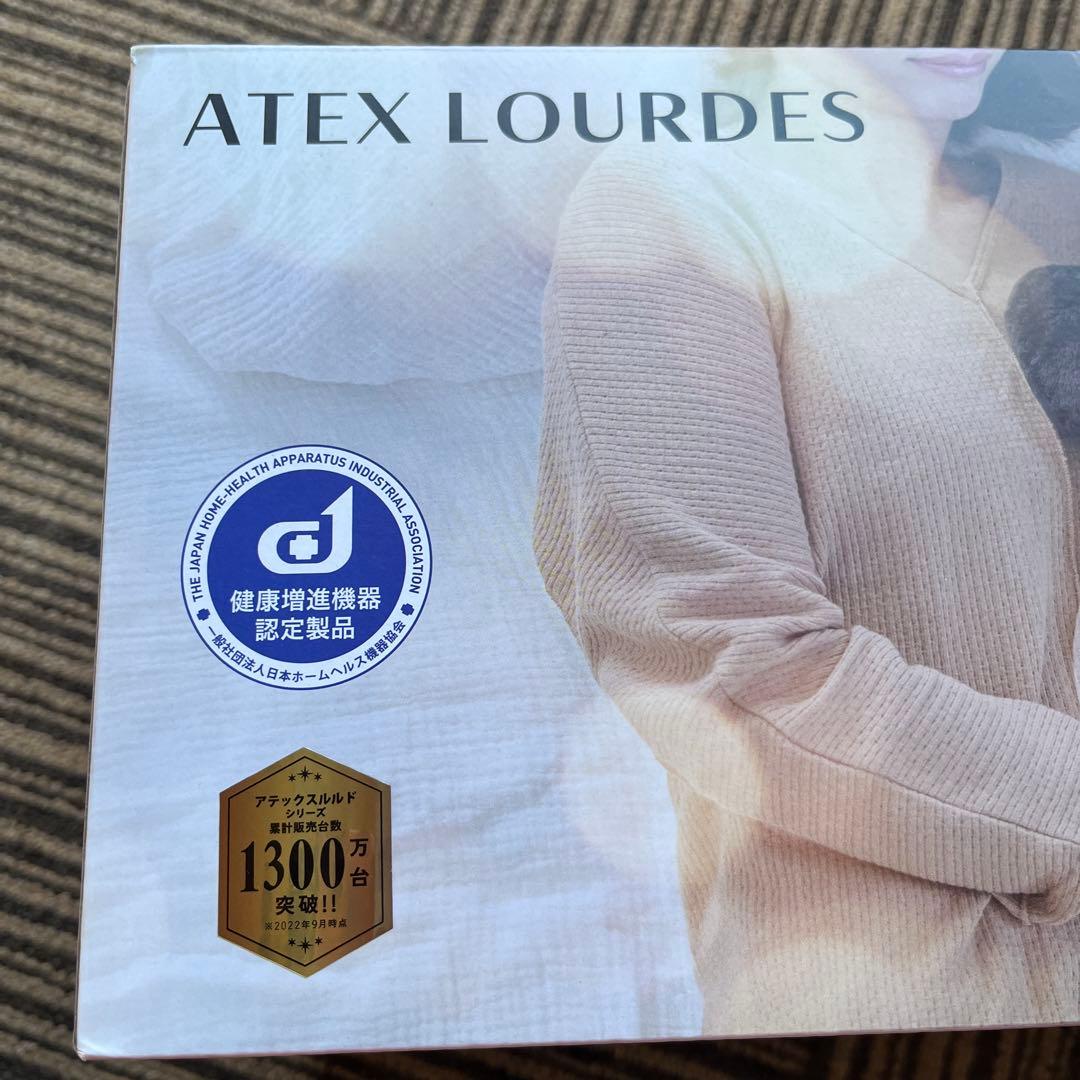 ATEX LOURDES
THE JAPAN HOME-HEALTH APPARATUS INDUSTRIAL ASSOCIATION
健康増進機器
認定製品
一般社団法人日本ホームヘルス機器協会
アテックスルルド
シリーズ
累計販売台数
1300万台
突破!!
※2022年9月時点